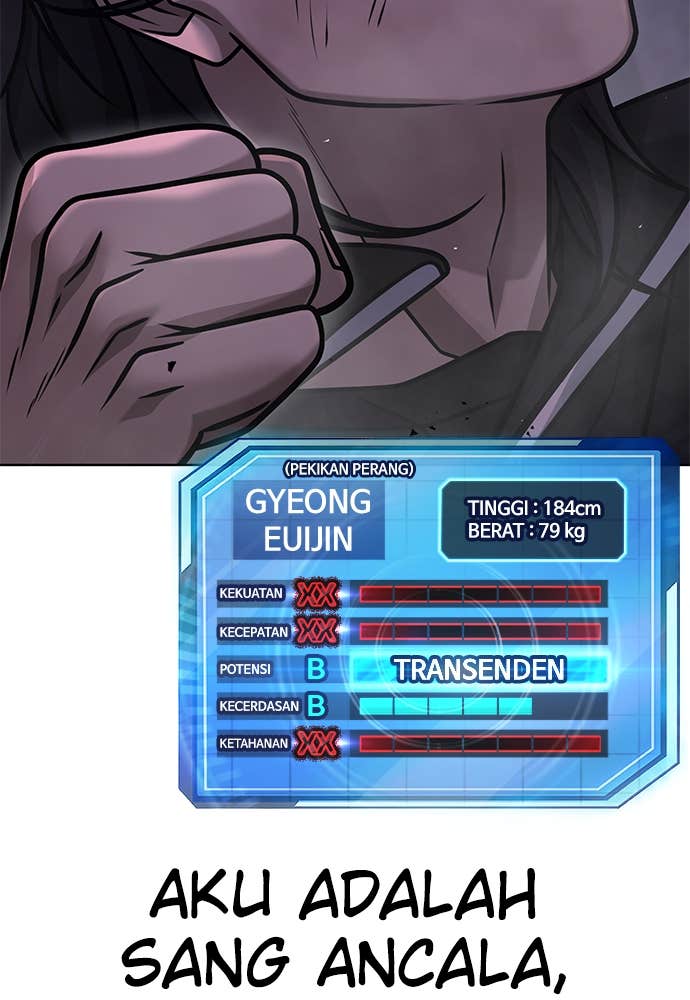 (PEKIKAN PERANG)
GYEONG
EUIJIN
TINGGI : 184cm
BERAT : 79 kg
KEKUATAN XX
KECEPATAN XX
POTENSI B TRANSENDEN
KECERDASAN B
KETAHANAN XX
AKU ADALAH
SANG ANCALA,